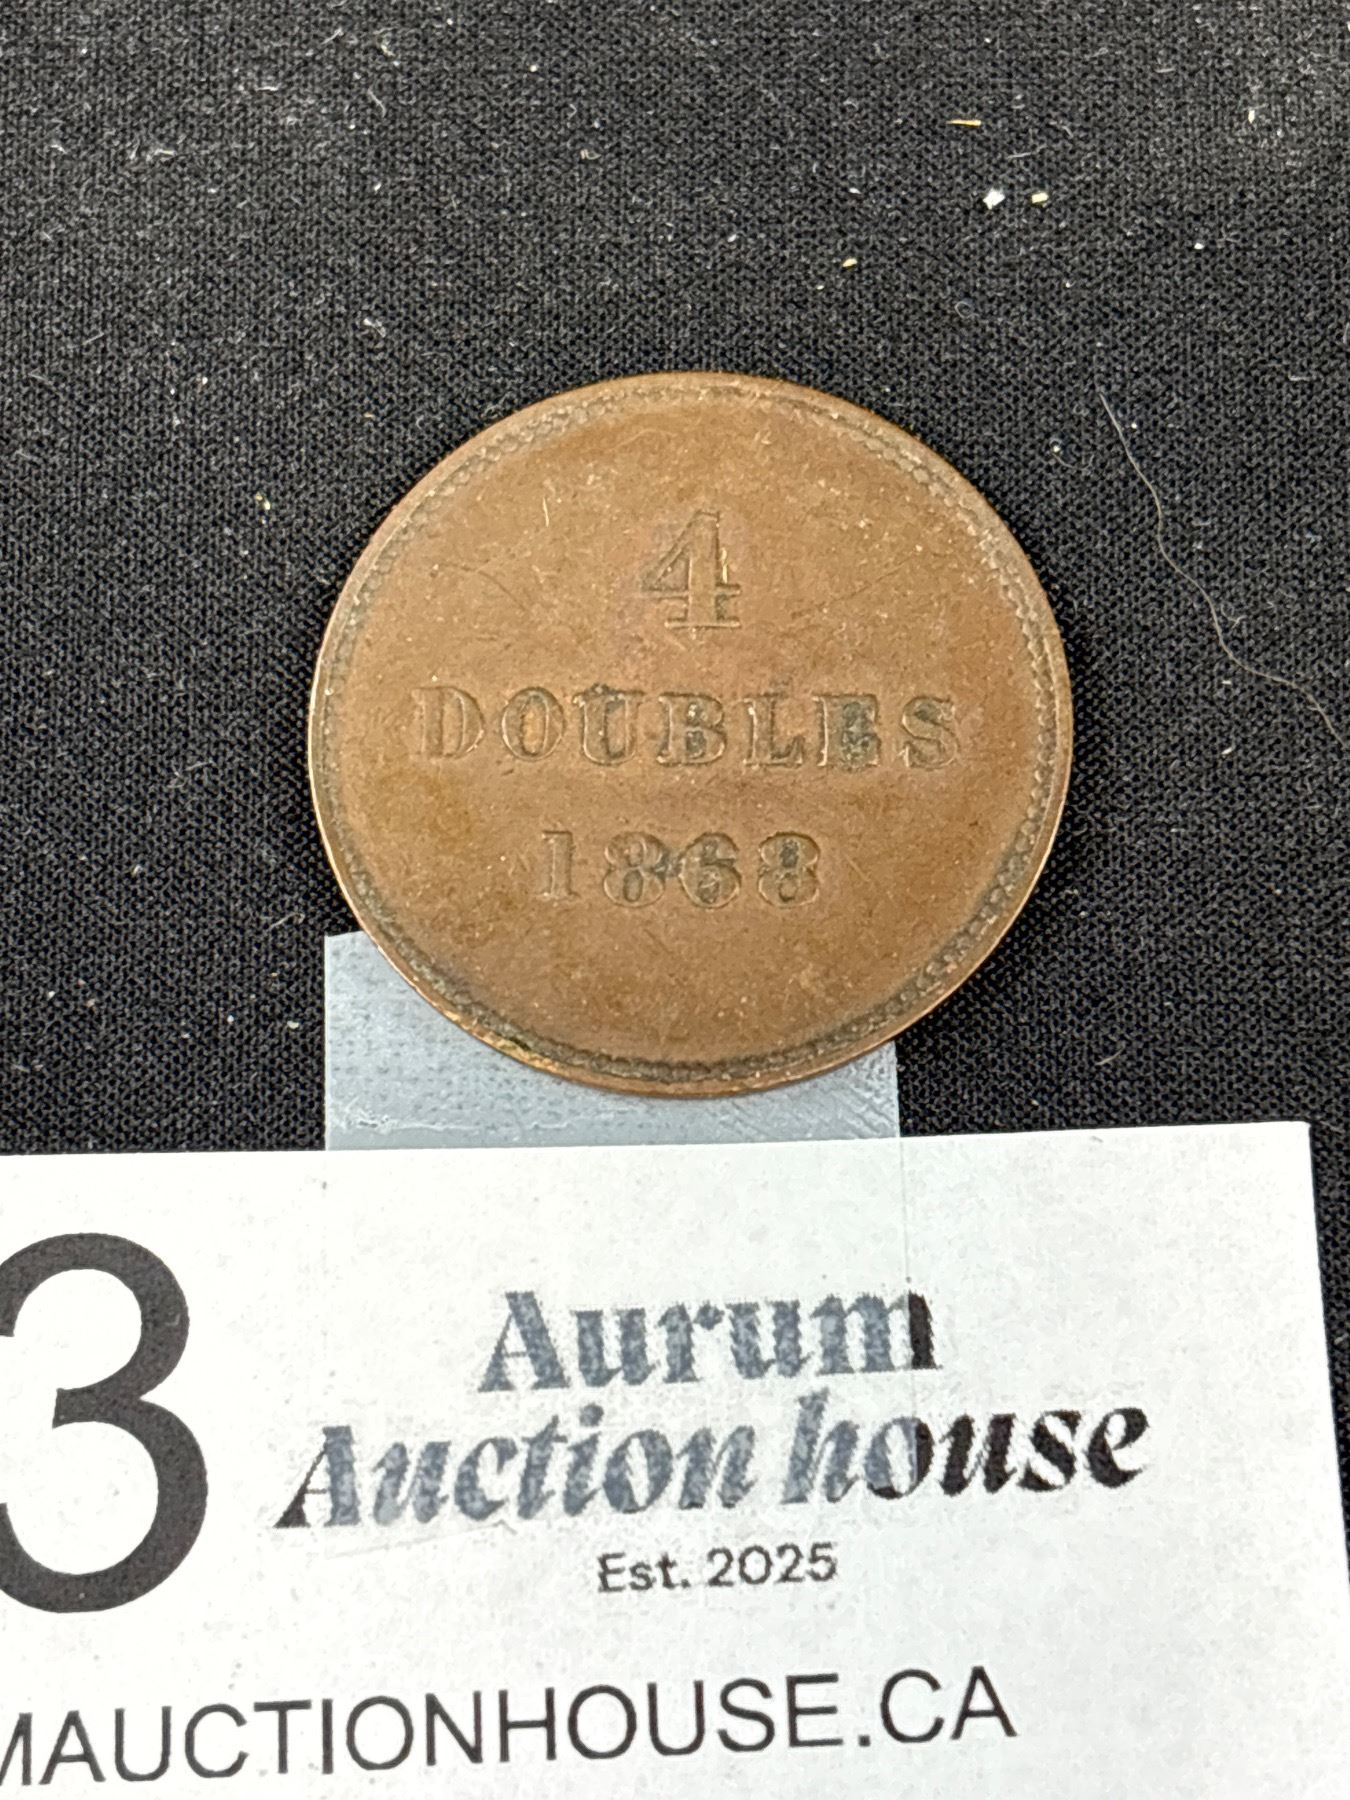 4
DOUBLES
1868
3
Aurum
Auction house
Est. 2025
MAUCTIONHOUSE.CA